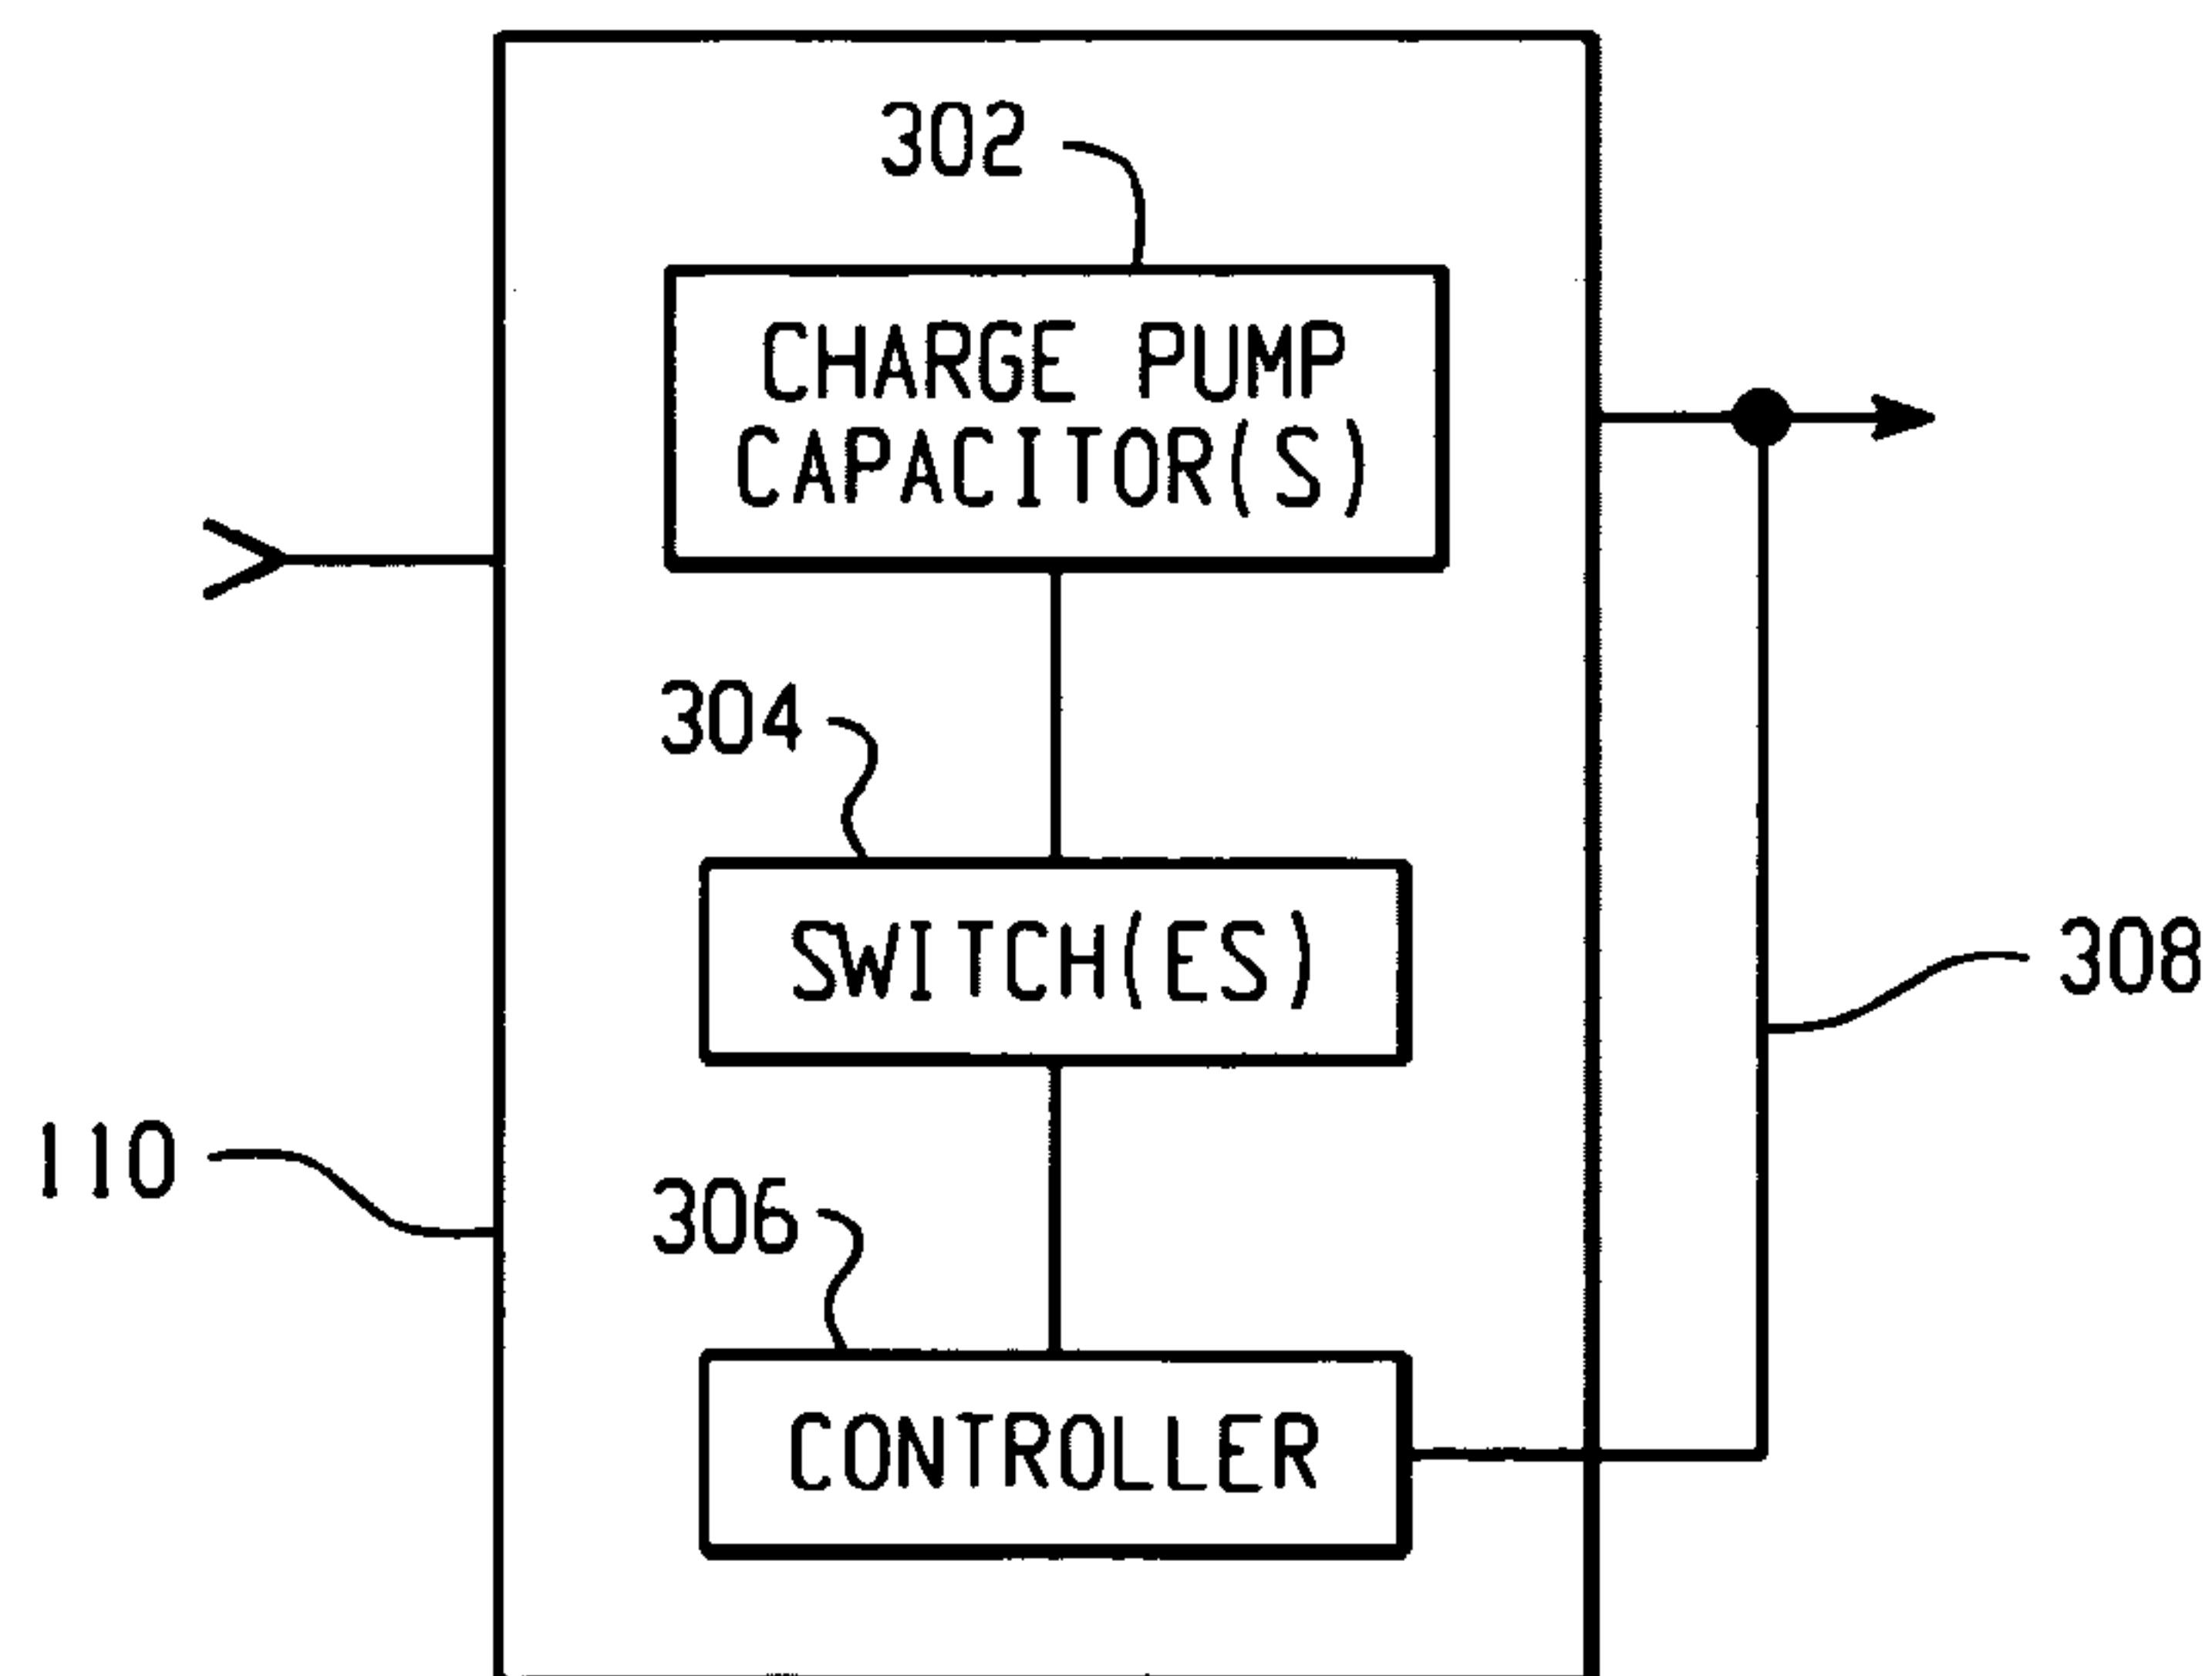 302
CHARGE PUMP
CAPACITOR(S)
304
SWITCH(ES)
308
110
306
CONTROLLER